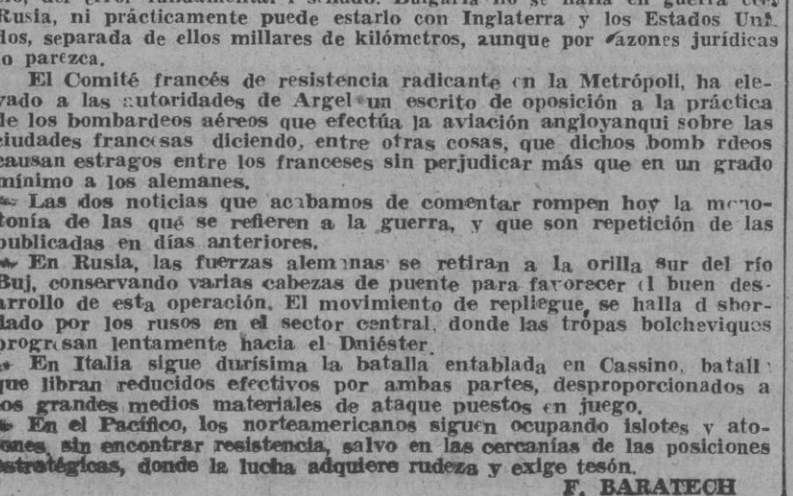 Rusia, ni prácticamente puede estarlo con Inglaterra y los Estados Uni
dos, separada de ellos millares de kilómetros, aunque por razones jurídicas
lo parezca.
El Comité francés de resistencia radicante en la Metrópoli, ha ele-
vado a las autoridades de Argel un escrito de oposición a la práctica
de los bombardeos aéreos que efectúa la aviación angloyanqui sobre las
ciudades francesas diciendo, entre otras cosas, que dichos bomb rdeos
causan estragos entre los franceses sin perjudicar más que en un grado
mínimo a los alemanes.
Las dos noticias que acabamos de comentar rompen hoy la mono-
tonía de las que se refieren a la guerra, y que son repetición de las
publicadas en días anteriores.
En Rusia, las fuerzas alemanas se retiran a la orilla sur del río
Buj, conservando varias cabezas de puente para favorecer el buen des-
arrollo de esta operación. El movimiento de repliegue, se halla d sbor-
dado por los rusos en el sector central, donde las tropas bolcheviques
progresan lentamente hacia el Dniéster.
En Italia sigue durísima la batalla entablada en Cassino, batall
que libran reducidos efectivos por ambas partes, desproporcionados a
los grandes medios materiales de ataque puestos en juego.
En el Pacífico, los norteamericanos siguen ocupando islotes y ato-
lones, sin encontrar resistencia, salvo en las cercanías de las posiciones
estratégicas, donde la lucha adquiere rudeza y exige tesón.
F. BARATECH